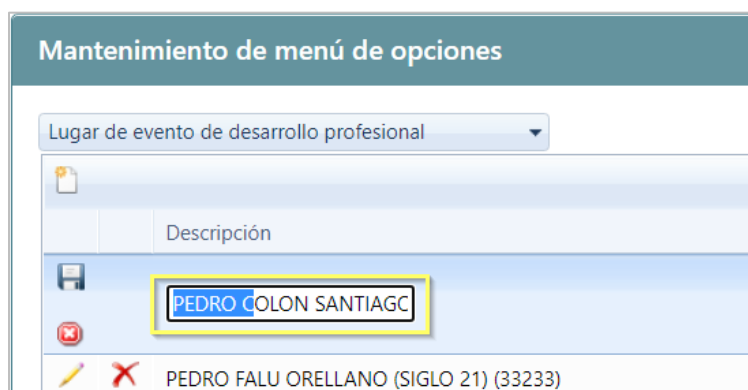 Mantenimiento de menú de opciones
Lugar de evento de desarrollo profesional
Descripción
PEDRO COLON SANTIAGC
PEDRO FALU ORELLANO (SIGLO 21) (33233)